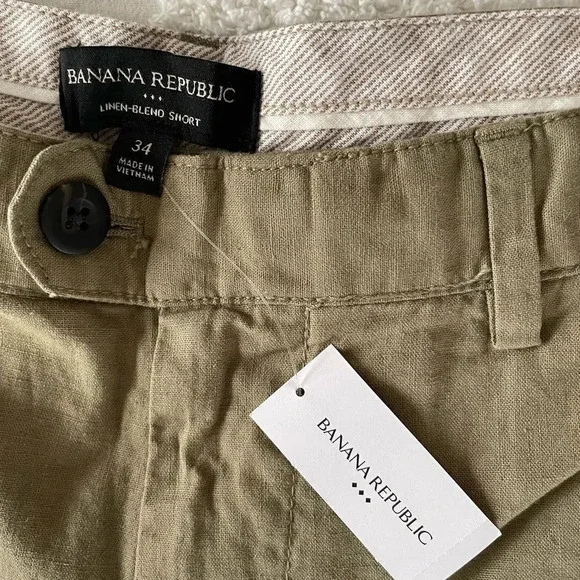 BANANA REPUBLIC
LINEN-BLEND SHORT
34
MADE IN
VIETNAM
BANANA REPUBLIC